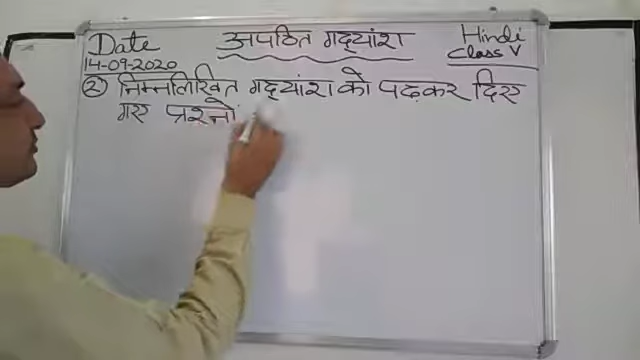 Date
14-09-2020
अपठित गद्यांश
Hindi
Class V
② निम्नलिखित गद्यांश को पढ़कर दिए
गए प्रश्नों